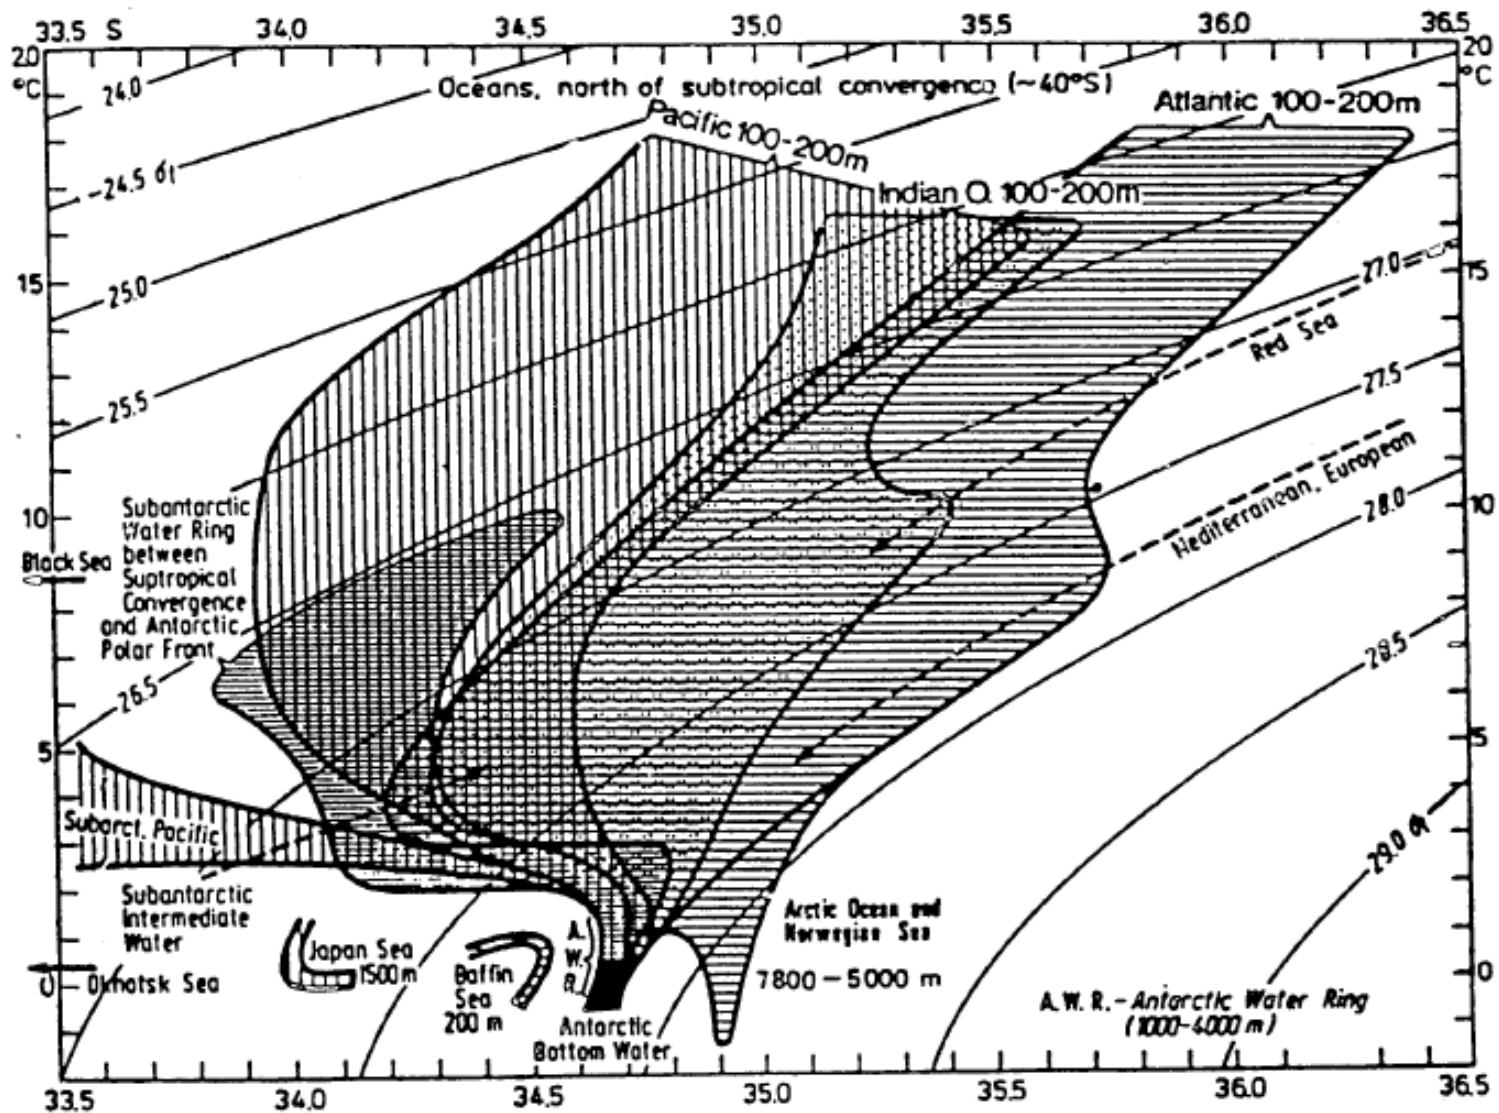 33.5 S 34.0 34.5 35.0 35.5 36.0 36.5
20 20
°C °C
24.0
Oceans, north of subtropical convergence (~40°S)
Atlantic 100-200m
Pacific 100-200m
-24.5 σt
Indian O. 100-200m
27.0
15 15
25.0
Red Sea
27.5
25.5
Mediterranean, European
Subantarctic
Water Ring
between
Suptropical
Convergence
and Antarctic
Polar Front
10 10
28.0
Black Sea
28.5
26.5
5 5
Subarct. Pacific
29.0 σt
Subantarctic
Intermediate
Water
Arctic Ocean and
Norwegian Sea
7800-5000 m
Japan Sea
1500m
Baffin
Sea
200 m
A.
W.
R.
0 0
Okhotsk Sea
Antarctic
Bottom Water
A.W.R.-Antarctic Water Ring
(1000-4000 m)
33.5 34.0 34.5 35.0 35.5 36.0 36.5